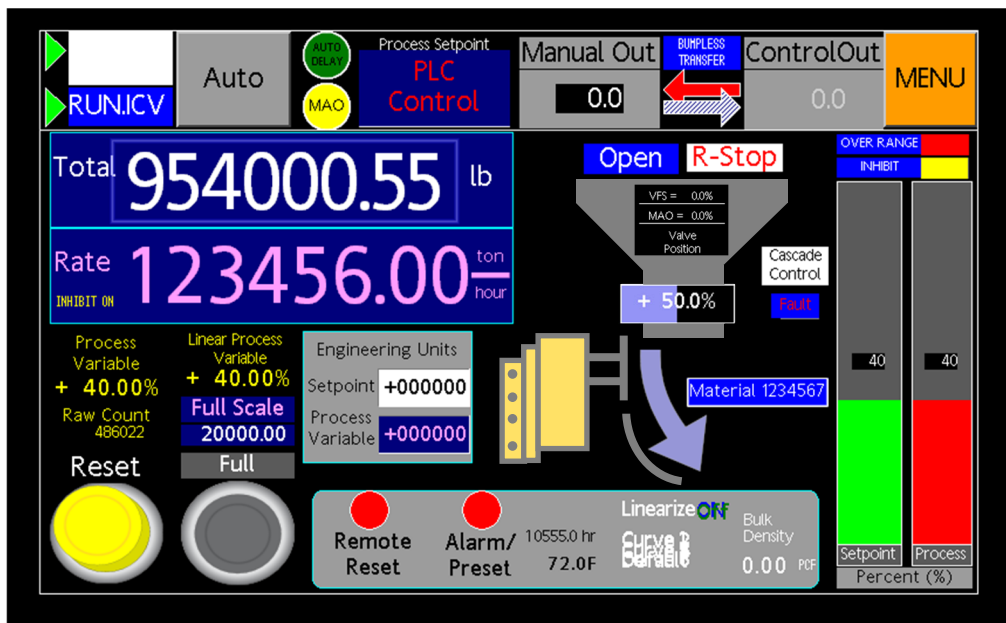 RUN.ICV
Auto
AUTO
DELAY
MAO
Process Setpoint
PLC
Control
Manual Out
0.0
BUMPLESS
TRANSFER
ControlOut
0.0
MENU
Total 954000.55 lb
Rate 123456.00 ton
hour
INHIBIT ON
Open R-Stop
VFS = 0.0%
MAO = 0.0%
Valve
Position
+ 50.0%
Cascade
Control
Fault
Material 1234567
OVER RANGE
INHIBIT
40
40
Setpoint Process
Percent (%)
Process
Variable
+ 40.00%
Raw Count
486022
Linear Process
Variable
+ 40.00%
Full Scale
20000.00
Engineering Units
Setpoint +000000
Process
Variable +000000
Reset
Full
Remote
Reset
Alarm/
Preset
10555.0 hr
72.0F
Linearize
Bulk
Density
0.00 PCF